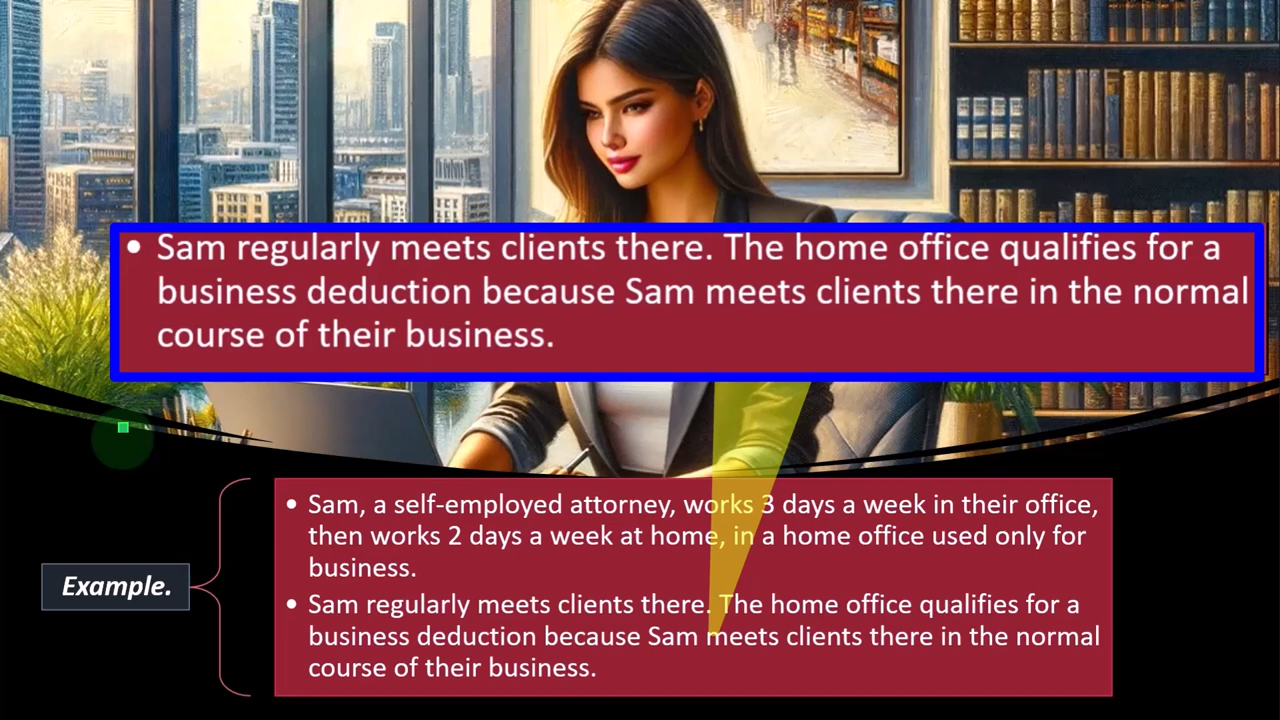 • Sam regularly meets clients there. The home office qualifies for a
business deduction because Sam meets clients there in the normal
course of their business.
Example.
• Sam, a self-employed attorney, works 3 days a week in their office,
then works 2 days a week at home, in a home office used only for
business.
• Sam regularly meets clients there. The home office qualifies for a
business deduction because Sam meets clients there in the normal
course of their business.